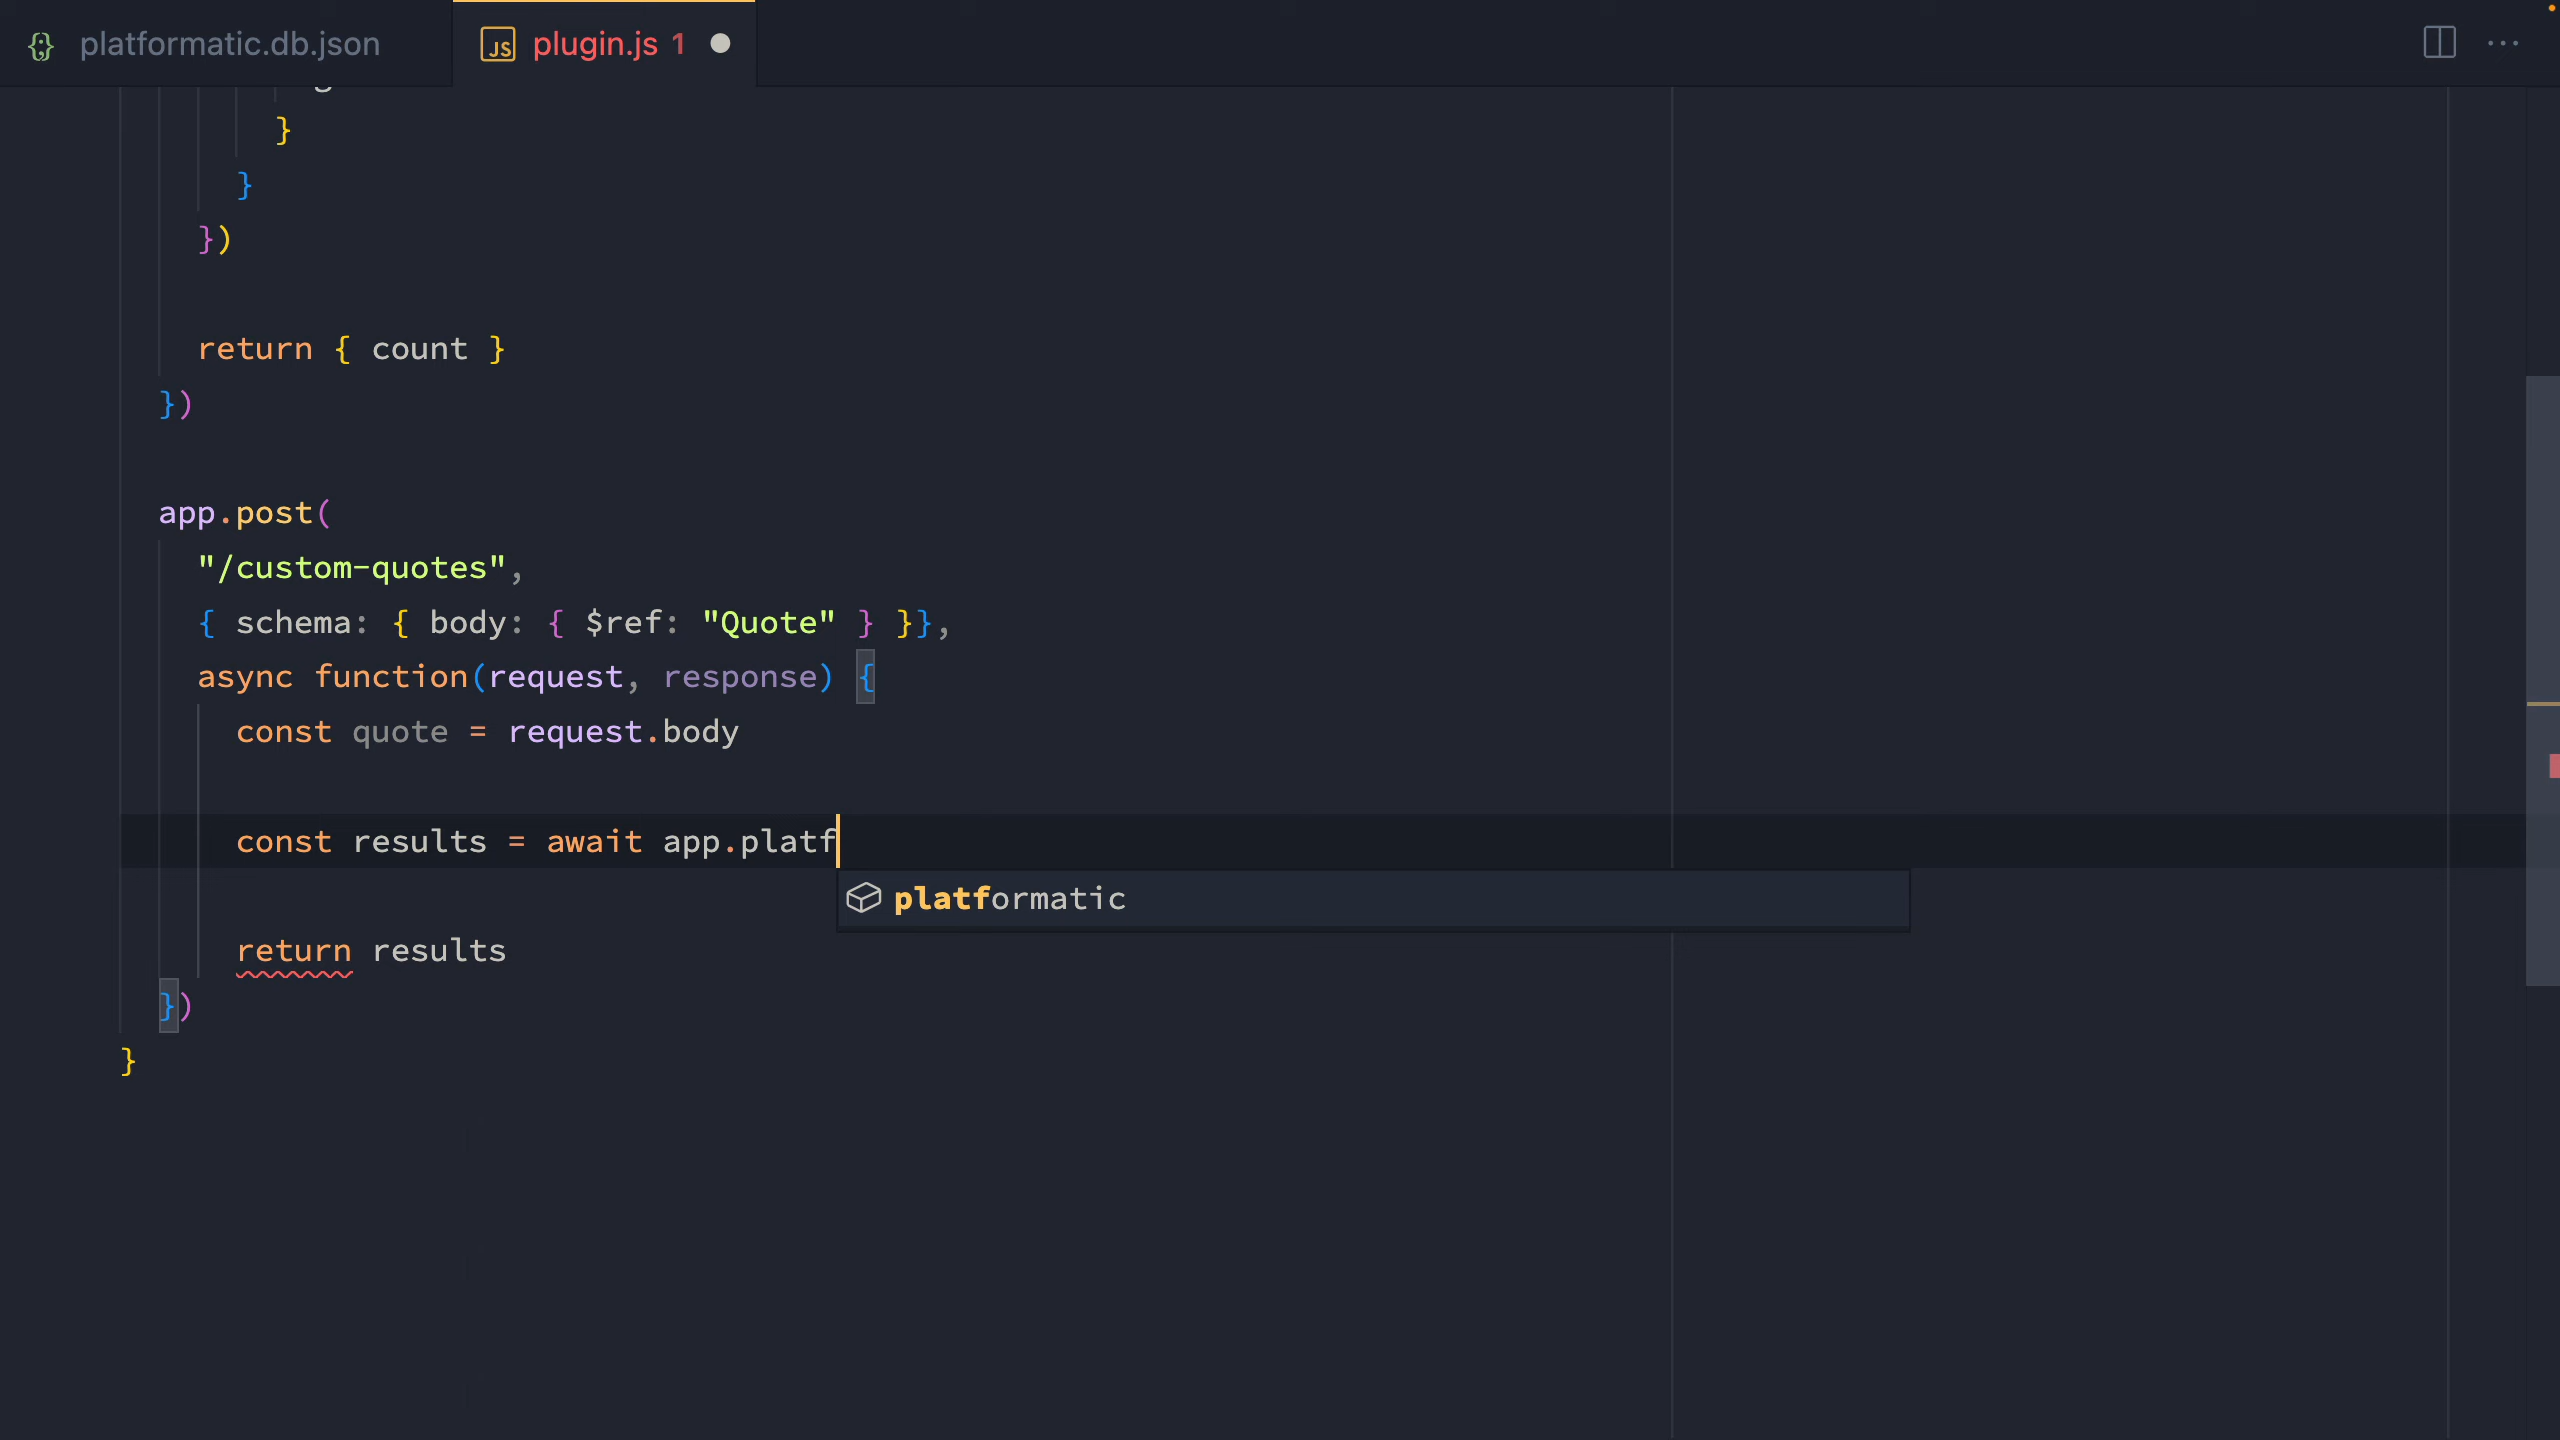 platformatic.db.json
JS plugin.js 1
}
}
})
return { count }
})
app.post(
"/custom-quotes",
{ schema: { body: { $ref: "Quote" } }},
async function(request, response) {
const quote = request.body
const results = await app.platf
platformatic
return results
})
}